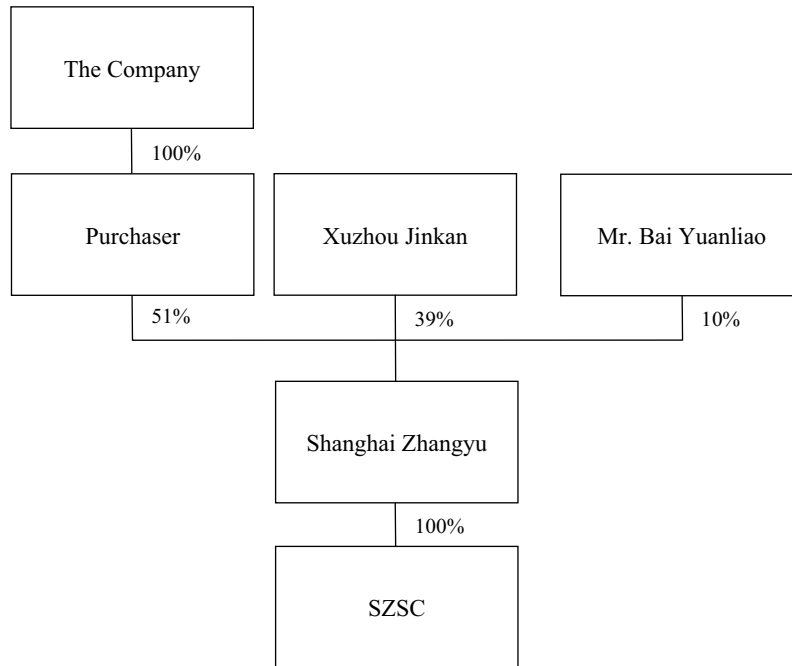 The Company
100%
Purchaser
Xuzhou Jinkan
Mr. Bai Yuanliao
51%
39%
10%
Shanghai Zhangyu
100%
SZSC